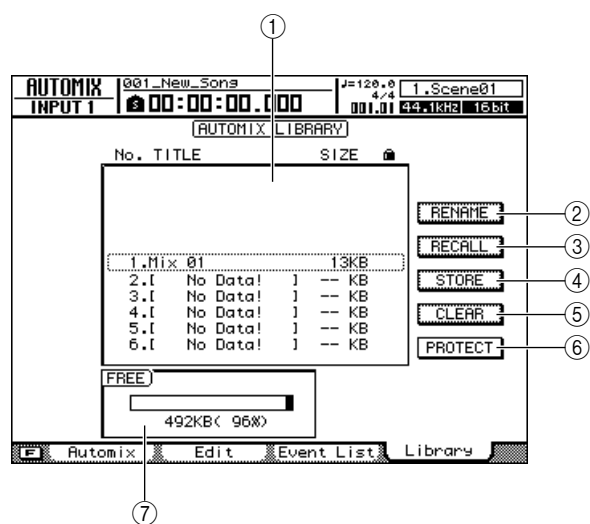 ①
AUTOMIX
INPUT 1
001_New_Song
S 00:00:00.000
♩=120.0
4/4
001.01
1.Scene01
44.1kHz 16bit
AUTOMIX LIBRARY
No. TITLE SIZE
1.Mix 01 13KB
2.[ No Data! ] -- KB
3.[ No Data! ] -- KB
4.[ No Data! ] -- KB
5.[ No Data! ] -- KB
6.[ No Data! ] -- KB
RENAME ②
RECALL ③
STORE ④
CLEAR ⑤
PROTECT ⑥
FREE
492KB( 96%)
F Automix Edit Event List Library
⑦